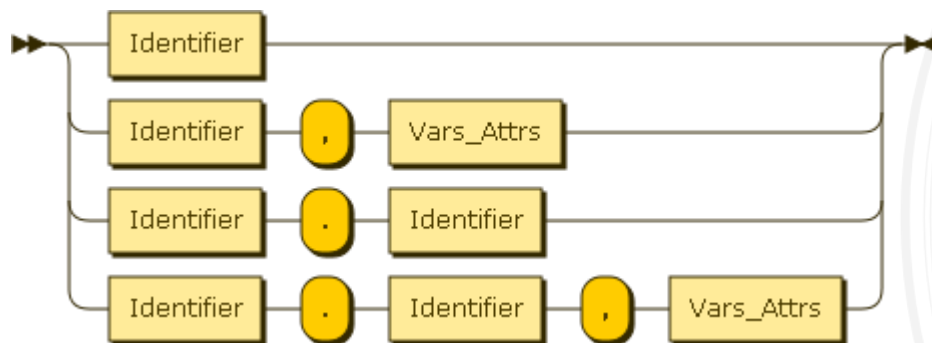 Identifier
Identifier , Vars_Attrs
Identifier . Identifier
Identifier . Identifier , Vars_Attrs